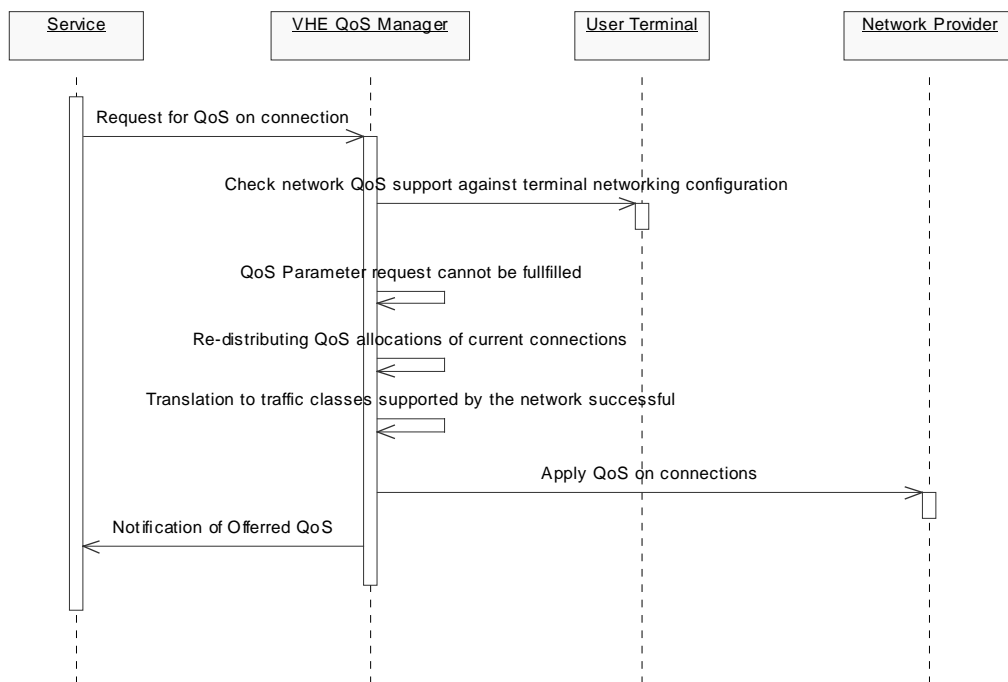 Service
VHE QoS Manager
User Terminal
Network Provider
Request for QoS on connection
Check network QoS support against terminal networking configuration
QoS Parameter request cannot be fullfilled
Re-distributing QoS allocations of current connections
Translation to traffic classes supported by the network successful
Apply QoS on connections
Notification of Offerred QoS